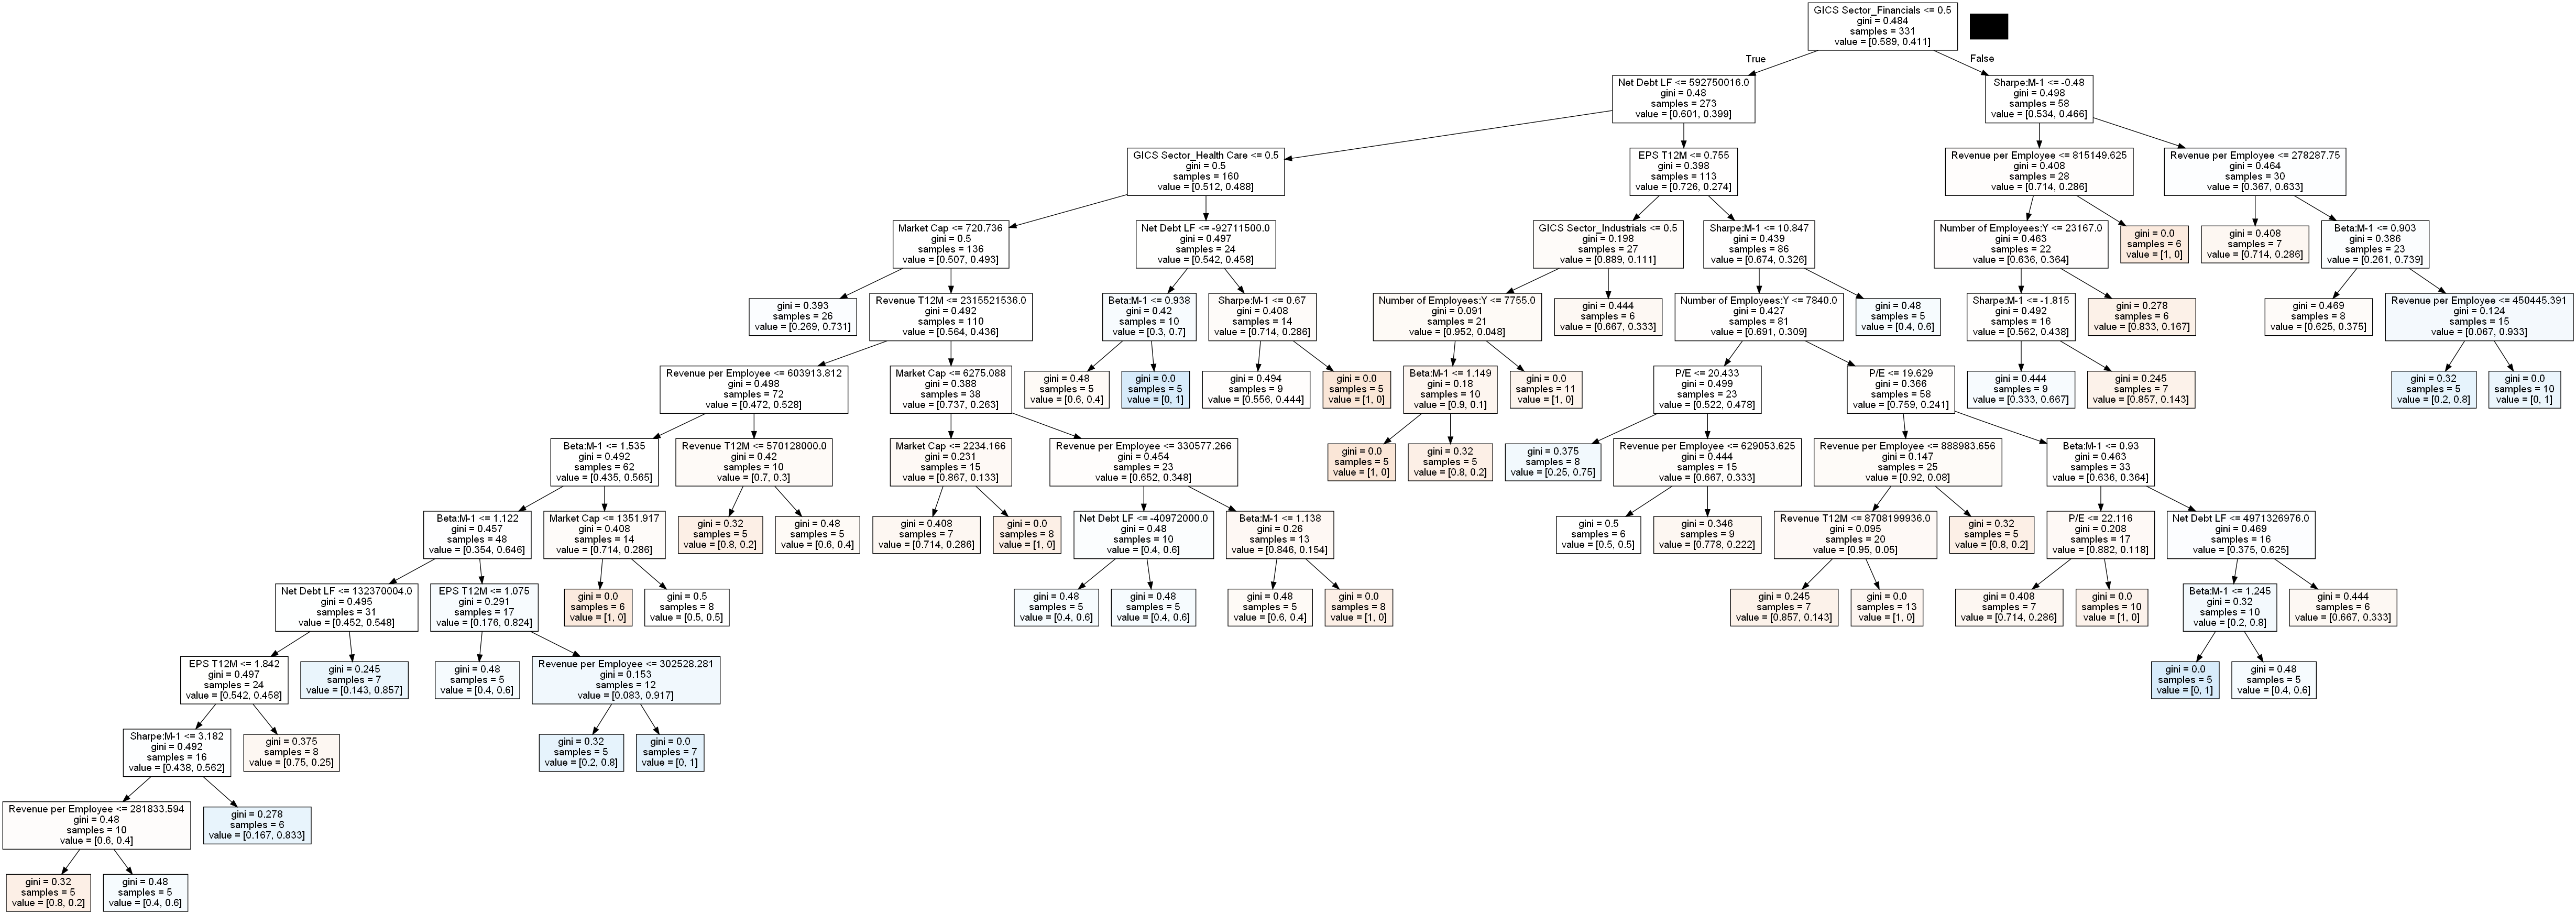 GICS Sector_Financials <= 0.5
gini = 0.484
samples = 331
value = [0.589, 0.411]
True
False
Net Debt LF <= 592750016.0
gini = 0.48
samples = 273
value = [0.601, 0.399]
Sharpe:M-1 <= -0.48
gini = 0.498
samples = 58
value = [0.534, 0.466]
GICS Sector_Health Care <= 0.5
gini = 0.5
samples = 160
value = [0.512, 0.488]
EPS T12M <= 0.755
gini = 0.398
samples = 113
value = [0.726, 0.274]
Revenue per Employee <= 815149.625
gini = 0.408
samples = 28
value = [0.714, 0.286]
Revenue per Employee <= 278287.75
gini = 0.464
samples = 30
value = [0.367, 0.633]
Market Cap <= 720.736
gini = 0.5
samples = 136
value = [0.507, 0.493]
Net Debt LF <= -92711500.0
gini = 0.497
samples = 24
value = [0.542, 0.458]
GICS Sector_Industrials <= 0.5
gini = 0.198
samples = 27
value = [0.889, 0.111]
Sharpe:M-1 <= 10.847
gini = 0.439
samples = 86
value = [0.674, 0.326]
Number of Employees:Y <= 23167.0
gini = 0.463
samples = 22
value = [0.636, 0.364]
gini = 0.0
samples = 6
value = [1, 0]
gini = 0.408
samples = 7
value = [0.714, 0.286]
Beta:M-1 <= 0.903
gini = 0.386
samples = 23
value = [0.261, 0.739]
gini = 0.393
samples = 26
value = [0.269, 0.731]
Revenue T12M <= 2315521536.0
gini = 0.492
samples = 110
value = [0.564, 0.436]
Beta:M-1 <= 0.938
gini = 0.42
samples = 10
value = [0.3, 0.7]
Sharpe:M-1 <= 0.67
gini = 0.408
samples = 14
value = [0.714, 0.286]
Number of Employees:Y <= 7755.0
gini = 0.091
samples = 21
value = [0.952, 0.048]
gini = 0.444
samples = 6
value = [0.667, 0.333]
Number of Employees:Y <= 7840.0
gini = 0.427
samples = 81
value = [0.691, 0.309]
gini = 0.48
samples = 5
value = [0.4, 0.6]
Sharpe:M-1 <= -1.815
gini = 0.492
samples = 16
value = [0.562, 0.438]
gini = 0.278
samples = 6
value = [0.833, 0.167]
gini = 0.469
samples = 8
value = [0.625, 0.375]
Revenue per Employee <= 450445.391
gini = 0.124
samples = 15
value = [0.067, 0.933]
Revenue per Employee <= 603913.812
gini = 0.498
samples = 72
value = [0.472, 0.528]
Market Cap <= 6275.088
gini = 0.388
samples = 38
value = [0.737, 0.263]
gini = 0.48
samples = 5
value = [0.6, 0.4]
gini = 0.0
samples = 5
value = [0, 1]
gini = 0.494
samples = 9
value = [0.556, 0.444]
gini = 0.0
samples = 5
value = [1, 0]
Beta:M-1 <= 1.149
gini = 0.18
samples = 10
value = [0.9, 0.1]
gini = 0.0
samples = 11
value = [1, 0]
P/E <= 20.433
gini = 0.499
samples = 23
value = [0.522, 0.478]
P/E <= 19.629
gini = 0.366
samples = 58
value = [0.759, 0.241]
gini = 0.444
samples = 9
value = [0.333, 0.667]
gini = 0.245
samples = 7
value = [0.857, 0.143]
gini = 0.32
samples = 5
value = [0.2, 0.8]
gini = 0.0
samples = 10
value = [0, 1]
Beta:M-1 <= 1.535
gini = 0.492
samples = 62
value = [0.435, 0.565]
Revenue T12M <= 570128000.0
gini = 0.42
samples = 10
value = [0.7, 0.3]
Market Cap <= 2234.166
gini = 0.231
samples = 15
value = [0.867, 0.133]
Revenue per Employee <= 330577.266
gini = 0.454
samples = 23
value = [0.652, 0.348]
gini = 0.0
samples = 5
value = [1, 0]
gini = 0.32
samples = 5
value = [0.8, 0.2]
gini = 0.375
samples = 8
value = [0.25, 0.75]
Revenue per Employee <= 629053.625
gini = 0.444
samples = 15
value = [0.667, 0.333]
Revenue per Employee <= 888983.656
gini = 0.147
samples = 25
value = [0.92, 0.08]
Beta:M-1 <= 0.93
gini = 0.463
samples = 33
value = [0.636, 0.364]
Beta:M-1 <= 1.122
gini = 0.457
samples = 48
value = [0.354, 0.646]
Market Cap <= 1351.917
gini = 0.408
samples = 14
value = [0.714, 0.286]
gini = 0.32
samples = 5
value = [0.8, 0.2]
gini = 0.48
samples = 5
value = [0.6, 0.4]
gini = 0.408
samples = 7
value = [0.714, 0.286]
gini = 0.0
samples = 8
value = [1, 0]
Net Debt LF <= -40972000.0
gini = 0.48
samples = 10
value = [0.4, 0.6]
Beta:M-1 <= 1.138
gini = 0.26
samples = 13
value = [0.846, 0.154]
gini = 0.5
samples = 6
value = [0.5, 0.5]
gini = 0.346
samples = 9
value = [0.778, 0.222]
Revenue T12M <= 8708199936.0
gini = 0.095
samples = 20
value = [0.95, 0.05]
gini = 0.32
samples = 5
value = [0.8, 0.2]
P/E <= 22.116
gini = 0.208
samples = 17
value = [0.882, 0.118]
Net Debt LF <= 4971326976.0
gini = 0.469
samples = 16
value = [0.375, 0.625]
Net Debt LF <= 132370004.0
gini = 0.495
samples = 31
value = [0.452, 0.548]
EPS T12M <= 1.075
gini = 0.291
samples = 17
value = [0.176, 0.824]
gini = 0.0
samples = 6
value = [1, 0]
gini = 0.5
samples = 8
value = [0.5, 0.5]
gini = 0.48
samples = 5
value = [0.4, 0.6]
gini = 0.48
samples = 5
value = [0.4, 0.6]
gini = 0.48
samples = 5
value = [0.6, 0.4]
gini = 0.0
samples = 8
value = [1, 0]
gini = 0.245
samples = 7
value = [0.857, 0.143]
gini = 0.0
samples = 13
value = [1, 0]
gini = 0.408
samples = 7
value = [0.714, 0.286]
gini = 0.0
samples = 10
value = [1, 0]
Beta:M-1 <= 1.245
gini = 0.32
samples = 10
value = [0.2, 0.8]
gini = 0.444
samples = 6
value = [0.667, 0.333]
EPS T12M <= 1.842
gini = 0.497
samples = 24
value = [0.542, 0.458]
gini = 0.245
samples = 7
value = [0.143, 0.857]
gini = 0.48
samples = 5
value = [0.4, 0.6]
Revenue per Employee <= 302528.281
gini = 0.153
samples = 12
value = [0.083, 0.917]
gini = 0.0
samples = 5
value = [0, 1]
gini = 0.48
samples = 5
value = [0.4, 0.6]
Sharpe:M-1 <= 3.182
gini = 0.492
samples = 16
value = [0.438, 0.562]
gini = 0.375
samples = 8
value = [0.75, 0.25]
gini = 0.32
samples = 5
value = [0.2, 0.8]
gini = 0.0
samples = 7
value = [0, 1]
Revenue per Employee <= 281833.594
gini = 0.48
samples = 10
value = [0.6, 0.4]
gini = 0.278
samples = 6
value = [0.167, 0.833]
gini = 0.32
samples = 5
value = [0.8, 0.2]
gini = 0.48
samples = 5
value = [0.4, 0.6]